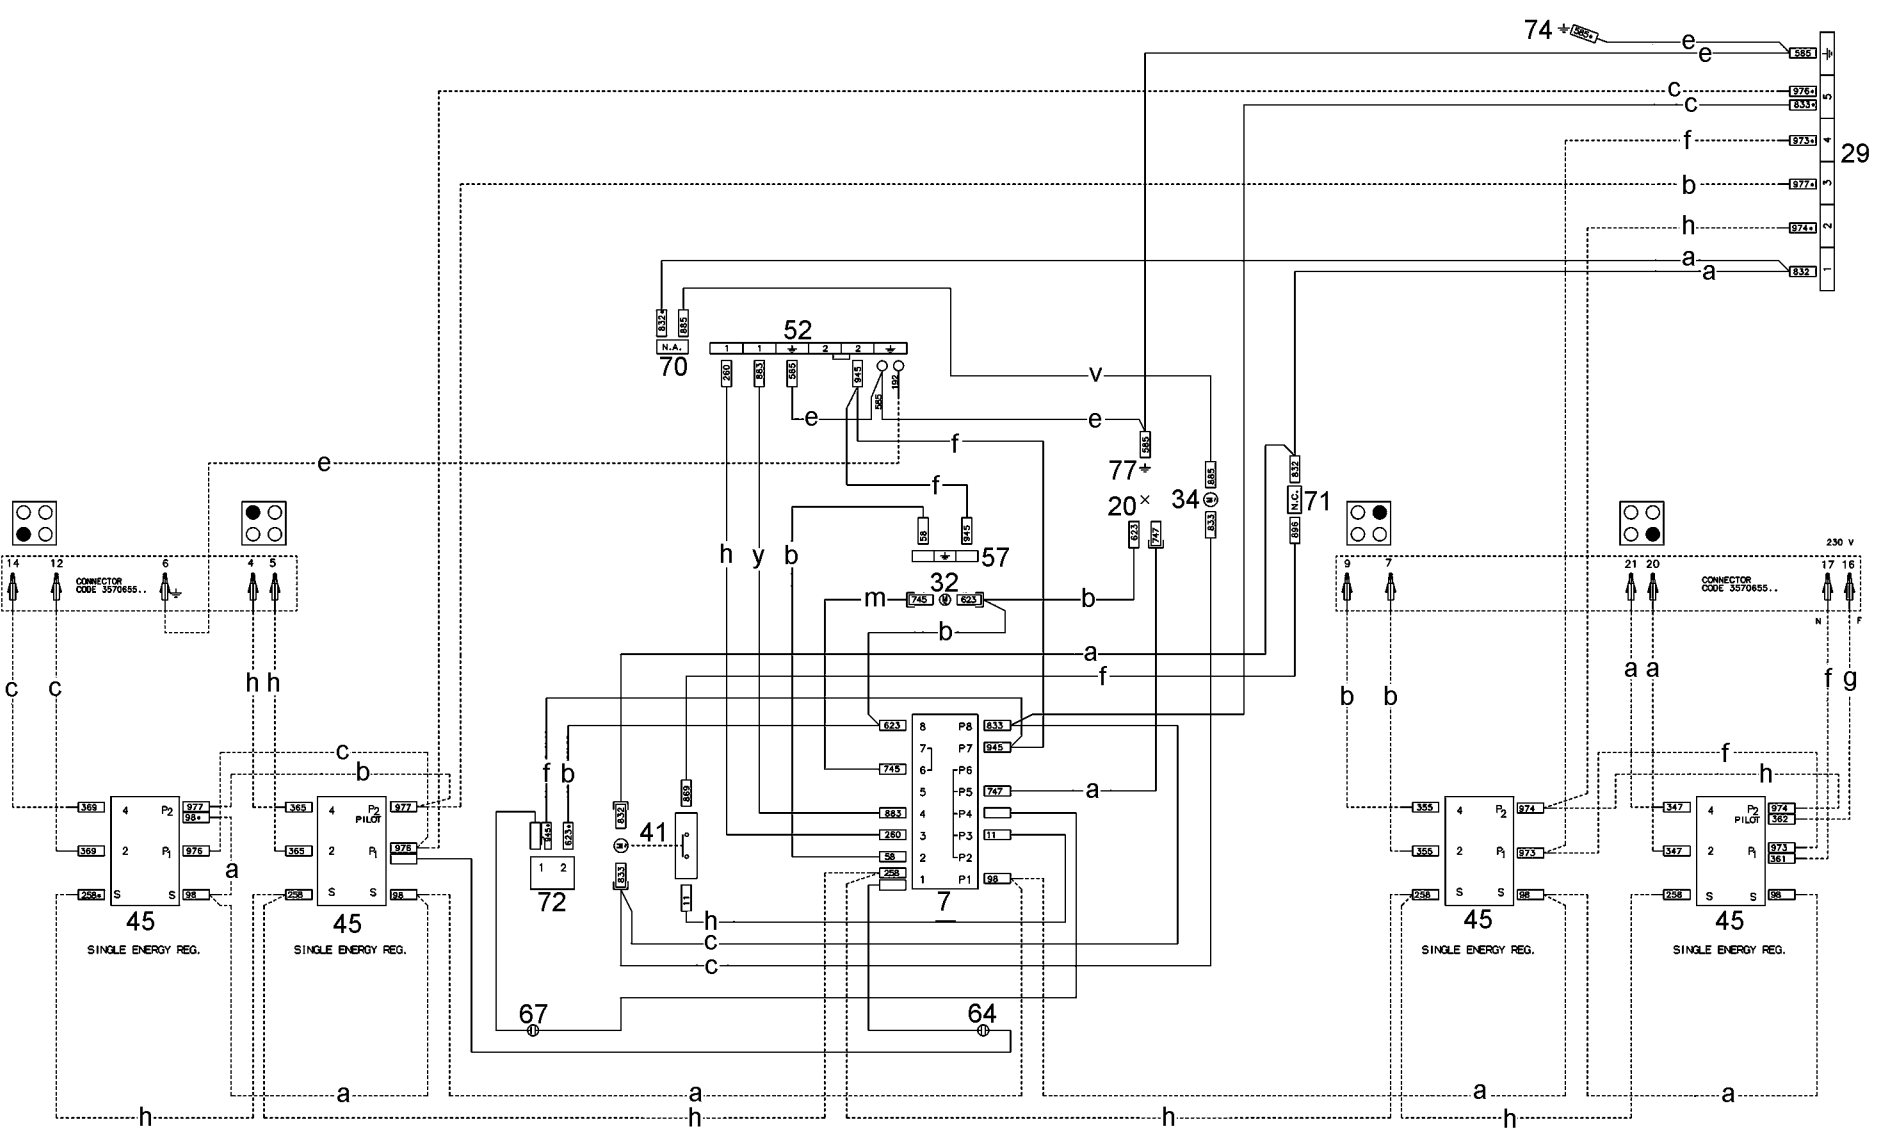 74 585* e
e 585
c 976* 5
c 833*
f 973* 4 29
b 977* 3
h 974* 2
a
a 832 1
832* 885 52
N.A. 1 1 2 2
70 v
260 883 585 945 585 192
e e
f 585
e 77
f 885 832
20 × 34 N.C. 71
623 747 833 896
58 945
h y b 57
32
m 745 623 b
b
a
f
14 12 6 4 5
CONNECTOR
CODE 3570655..
9 7 21 20 230 V 17 16
CONNECTOR
CODE 3570655..
N F
c c h h
b b a a f g
623 8 P8 833
7 P7 945
745 6 P6
5 P5 747 a
883 4 P4
260 3 P3 11
58 2 P2
258 1 P1 98
7
f b
945* 623*
1 2
72
832 869
41
833 11
h
c
c
c
b
369 4 P2 977
98*
369 2 P1 976
a
258* S S 98
45
SINGLE ENERGY REG.
365 4 P2 977
PILOT
365 2 P1 976
258 S S 98
45
SINGLE ENERGY REG.
f
h
355 4 P2 974
355 2 P1 973
258 S S 98
45
SINGLE ENERGY REG.
347 4 P2 974
PILOT 362
347 2 P1 973
361
258 S S 98
45
SINGLE ENERGY REG.
67 64
a a a a
h h h h